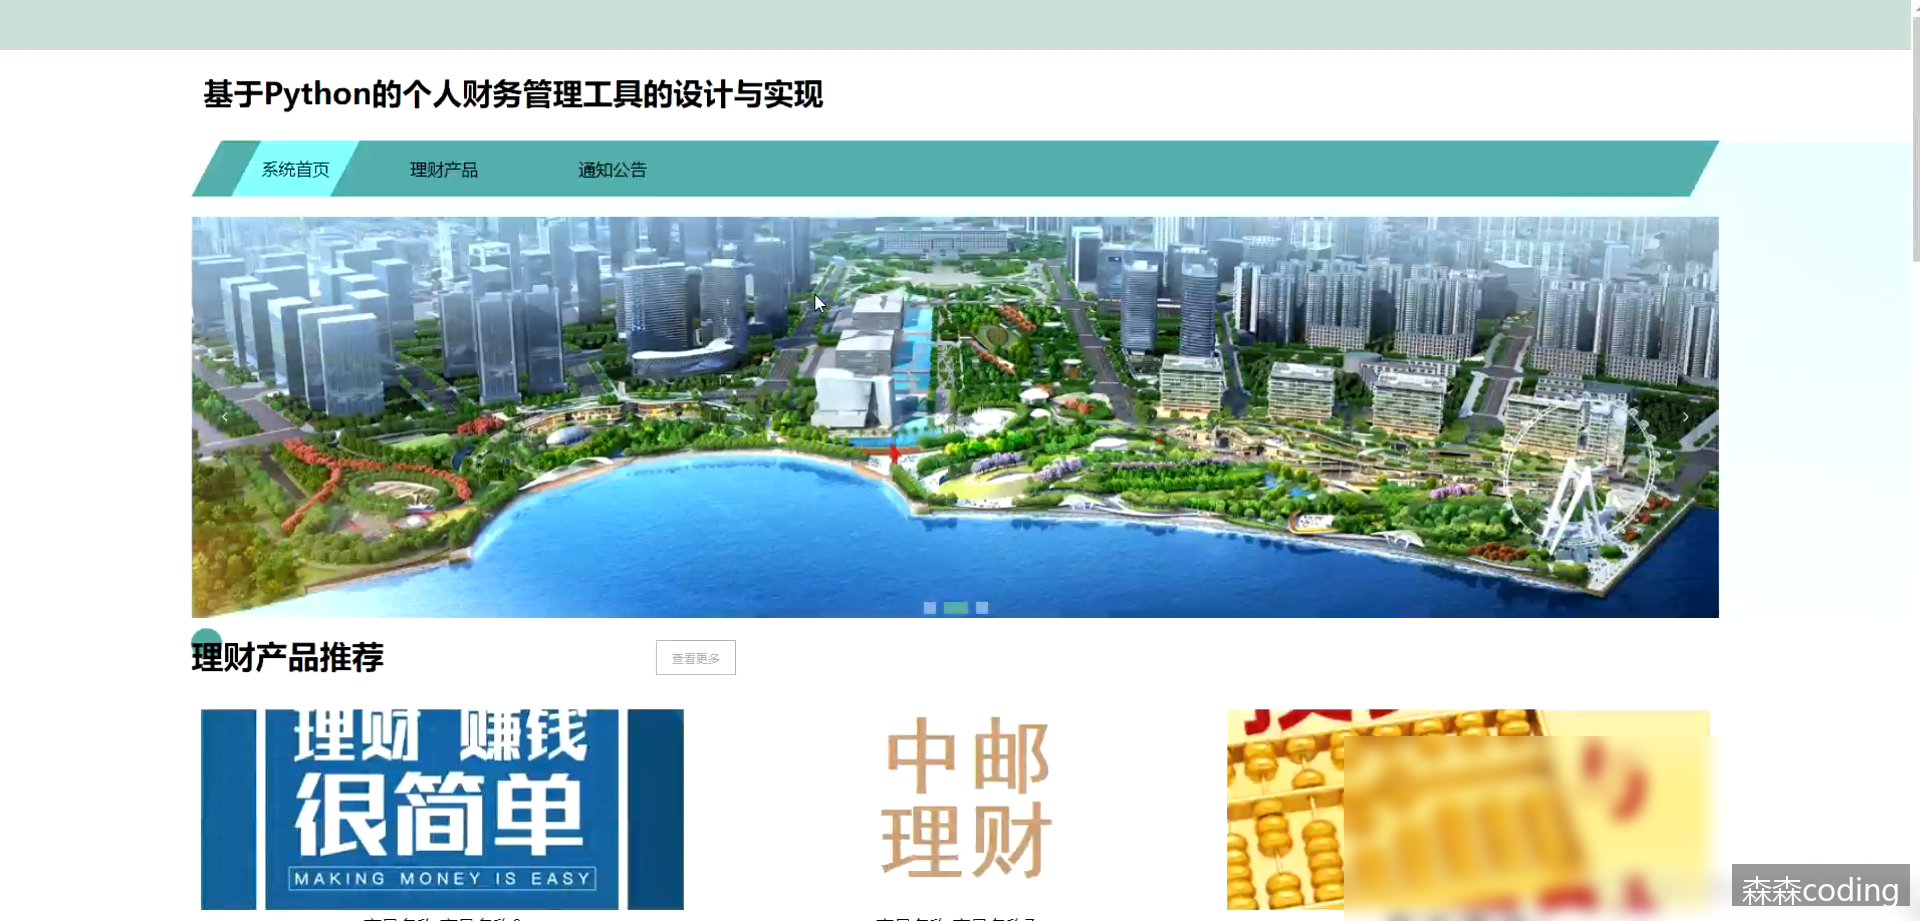 基于Python的个人财务管理工具的设计与实现
系统首页 理财产品 通知公告
理财产品推荐
查看更多
理财 赚钱
很简单
MAKING MONEY IS EASY
中邮
理财
森森coding